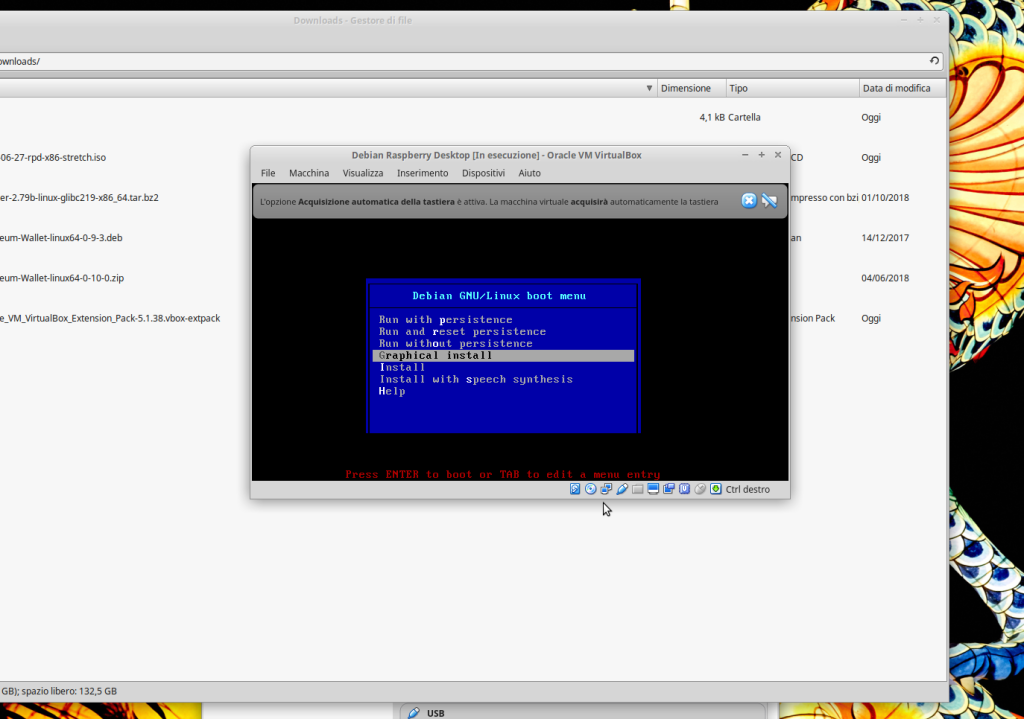 Downloads - Gestore di file
ownloads/
Dimensione Tipo Data di modifica
4,1 kB Cartella Oggi
06-27-rpd-x86-stretch.iso CD Oggi
er-2.79b-linux-glibc219-x86_64.tar.bz2 mpresso con bzi 01/10/2018
eum-Wallet-linux64-0-9-3.deb an 14/12/2017
eum-Wallet-linux64-0-10-0.zip 04/06/2018
e_VM_VirtualBox_Extension_Pack-5.1.38.vbox-extpack nsion Pack Oggi
Debian Raspberry Desktop [In esecuzione] - Oracle VM VirtualBox
File Macchina Visualizza Inserimento Dispositivi Aiuto
L'opzione Acquisizione automatica della tastiera è attiva. La macchina virtuale acquisirà automaticamente la tastiera
Debian GNU/Linux boot menu
Run with persistence
Run and reset persistence
Run without persistence
Graphical install
Install
Install with speech synthesis
Help
Press ENTER to boot or TAB to edit a menu entry
Ctrl destro
GB); spazio libero: 132,5 GB
USB